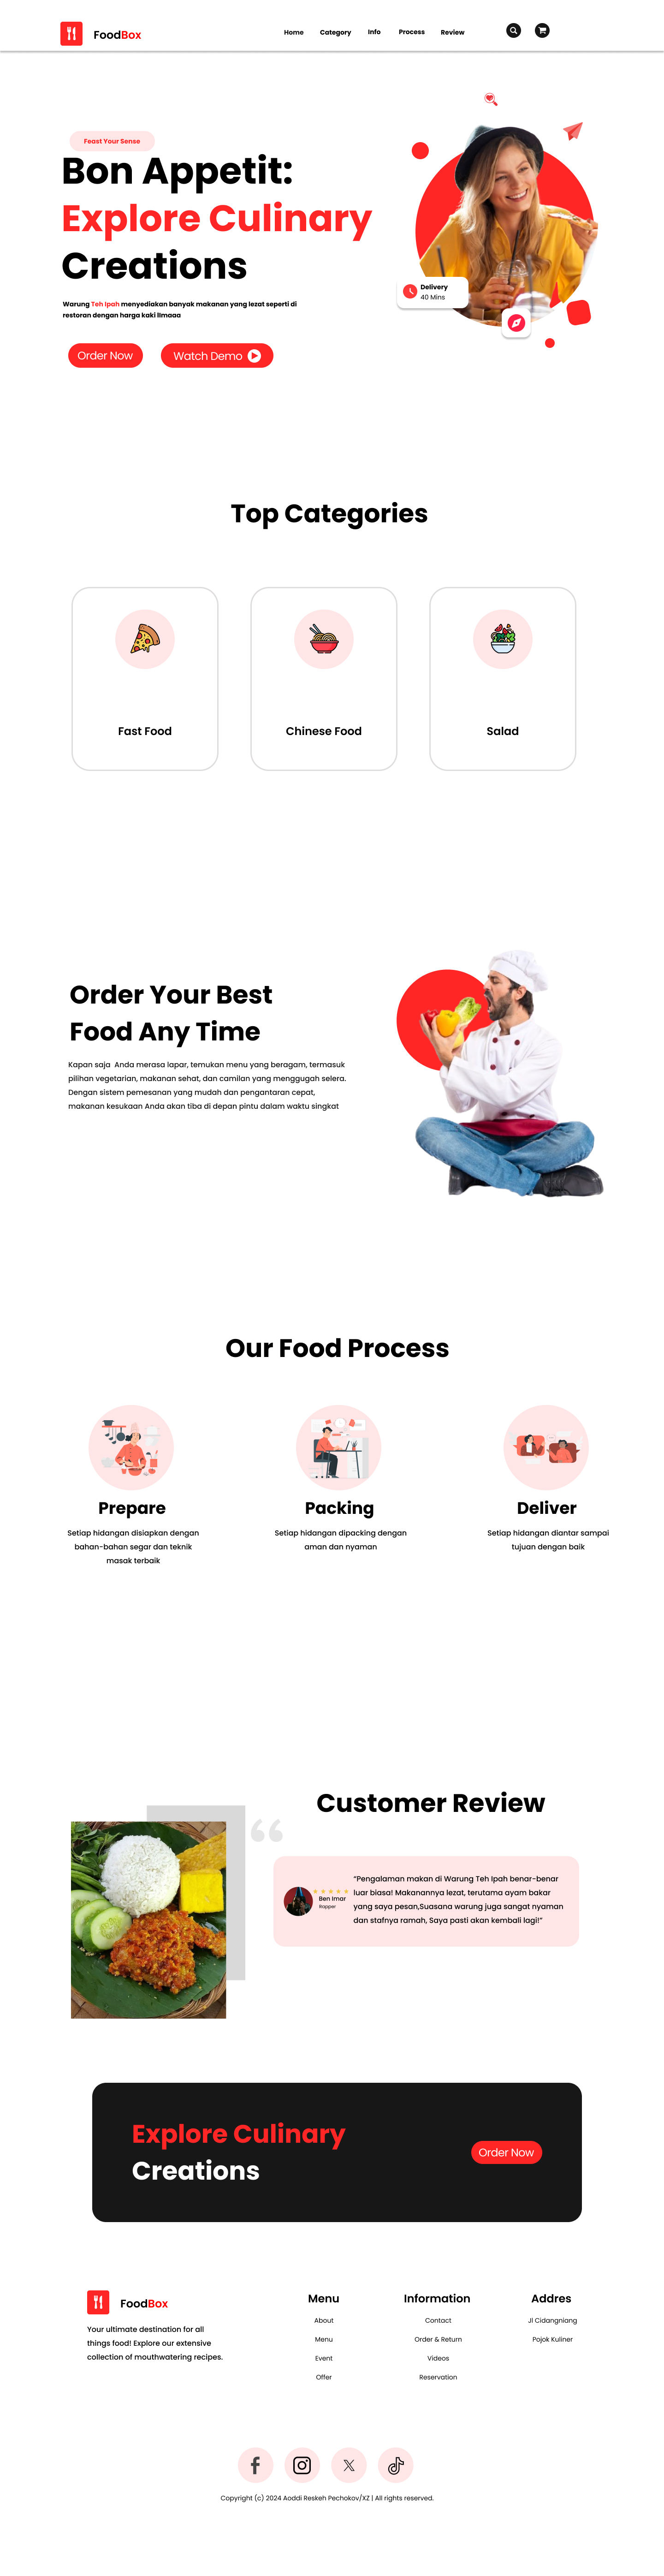 FoodBox
Home Category Info Process Review
Feast Your Sense
Bon Appetit:
Explore Culinary
Creations
Warung Teh Ipah menyediakan banyak makanan yang lezat seperti di
restoran dengan harga kaki lImaaa
Delivery
40 Mins
Order Now
Watch Demo
Top Categories
Fast Food
Chinese Food
Salad
Order Your Best
Food Any Time
Kapan saja Anda merasa lapar, temukan menu yang beragam, termasuk
pilihan vegetarian, makanan sehat, dan camilan yang menggugah selera.
Dengan sistem pemesanan yang mudah dan pengantaran cepat,
makanan kesukaan Anda akan tiba di depan pintu dalam waktu singkat
Our Food Process
Prepare
Setiap hidangan disiapkan dengan
bahan-bahan segar dan teknik
masak terbaik
Packing
Setiap hidangan dipacking dengan
aman dan nyaman
Deliver
Setiap hidangan diantar sampai
tujuan dengan baik
Customer Review
Ben Imar
Rapper
“Pengalaman makan di Warung Teh Ipah benar-benar
luar biasa! Makanannya lezat, terutama ayam bakar
yang saya pesan,Suasana warung juga sangat nyaman
dan stafnya ramah, Saya pasti akan kembali lagi!”
Explore Culinary
Creations
Order Now
FoodBox
Your ultimate destination for all
things food! Explore our extensive
collection of mouthwatering recipes.
Menu
About
Menu
Event
Offer
Information
Contact
Order & Return
Videos
Reservation
Addres
Jl Cidangniang
Pojok Kuliner
Copyright (c) 2024 Aoddi Reskeh Pechokov/XZ | All rights reserved.